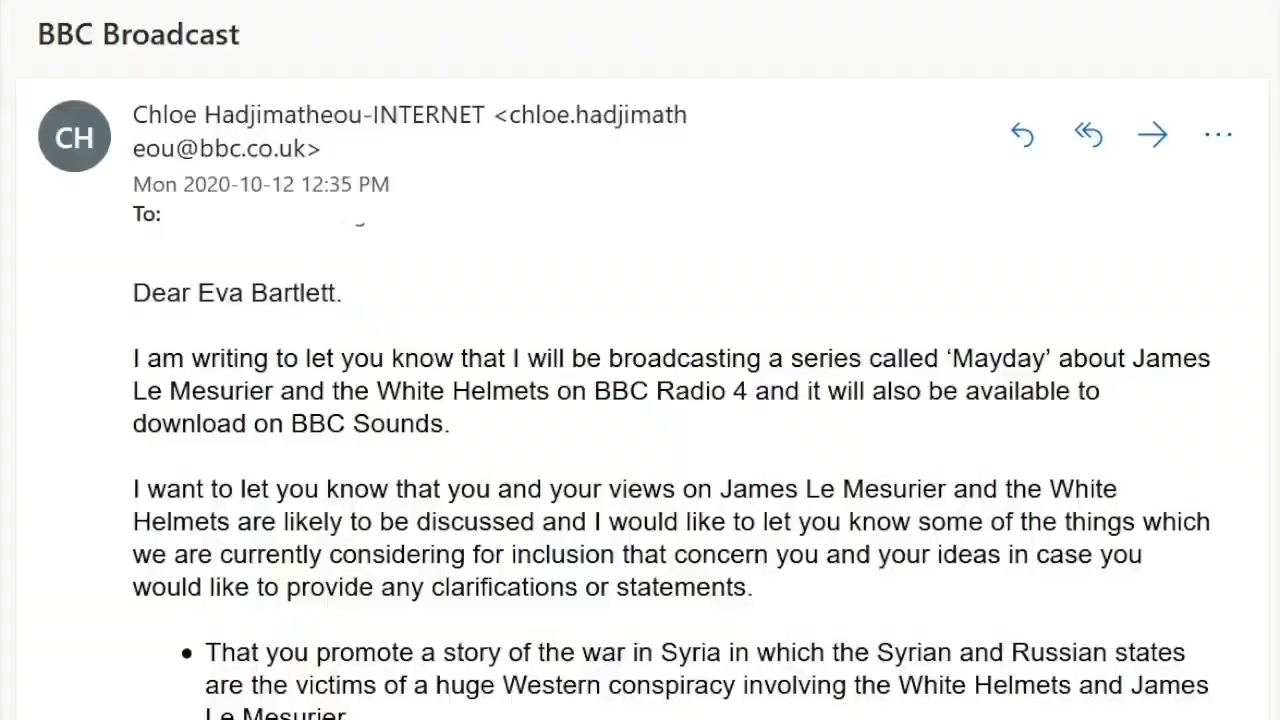 BBC Broadcast
CH
Chloe Hadjimatheou-INTERNET <chloe.hadjimath
eou@bbc.co.uk>
Mon 2020-10-12 12:35 PM
To:
Dear Eva Bartlett.
I am writing to let you know that I will be broadcasting a series called ‘Mayday’ about James
Le Mesurier and the White Helmets on BBC Radio 4 and it will also be available to
download on BBC Sounds.
I want to let you know that you and your views on James Le Mesurier and the White
Helmets are likely to be discussed and I would like to let you know some of the things which
we are currently considering for inclusion that concern you and your ideas in case you
would like to provide any clarifications or statements.
• That you promote a story of the war in Syria in which the Syrian and Russian states
are the victims of a huge Western conspiracy involving the White Helmets and James
Le Mesurier